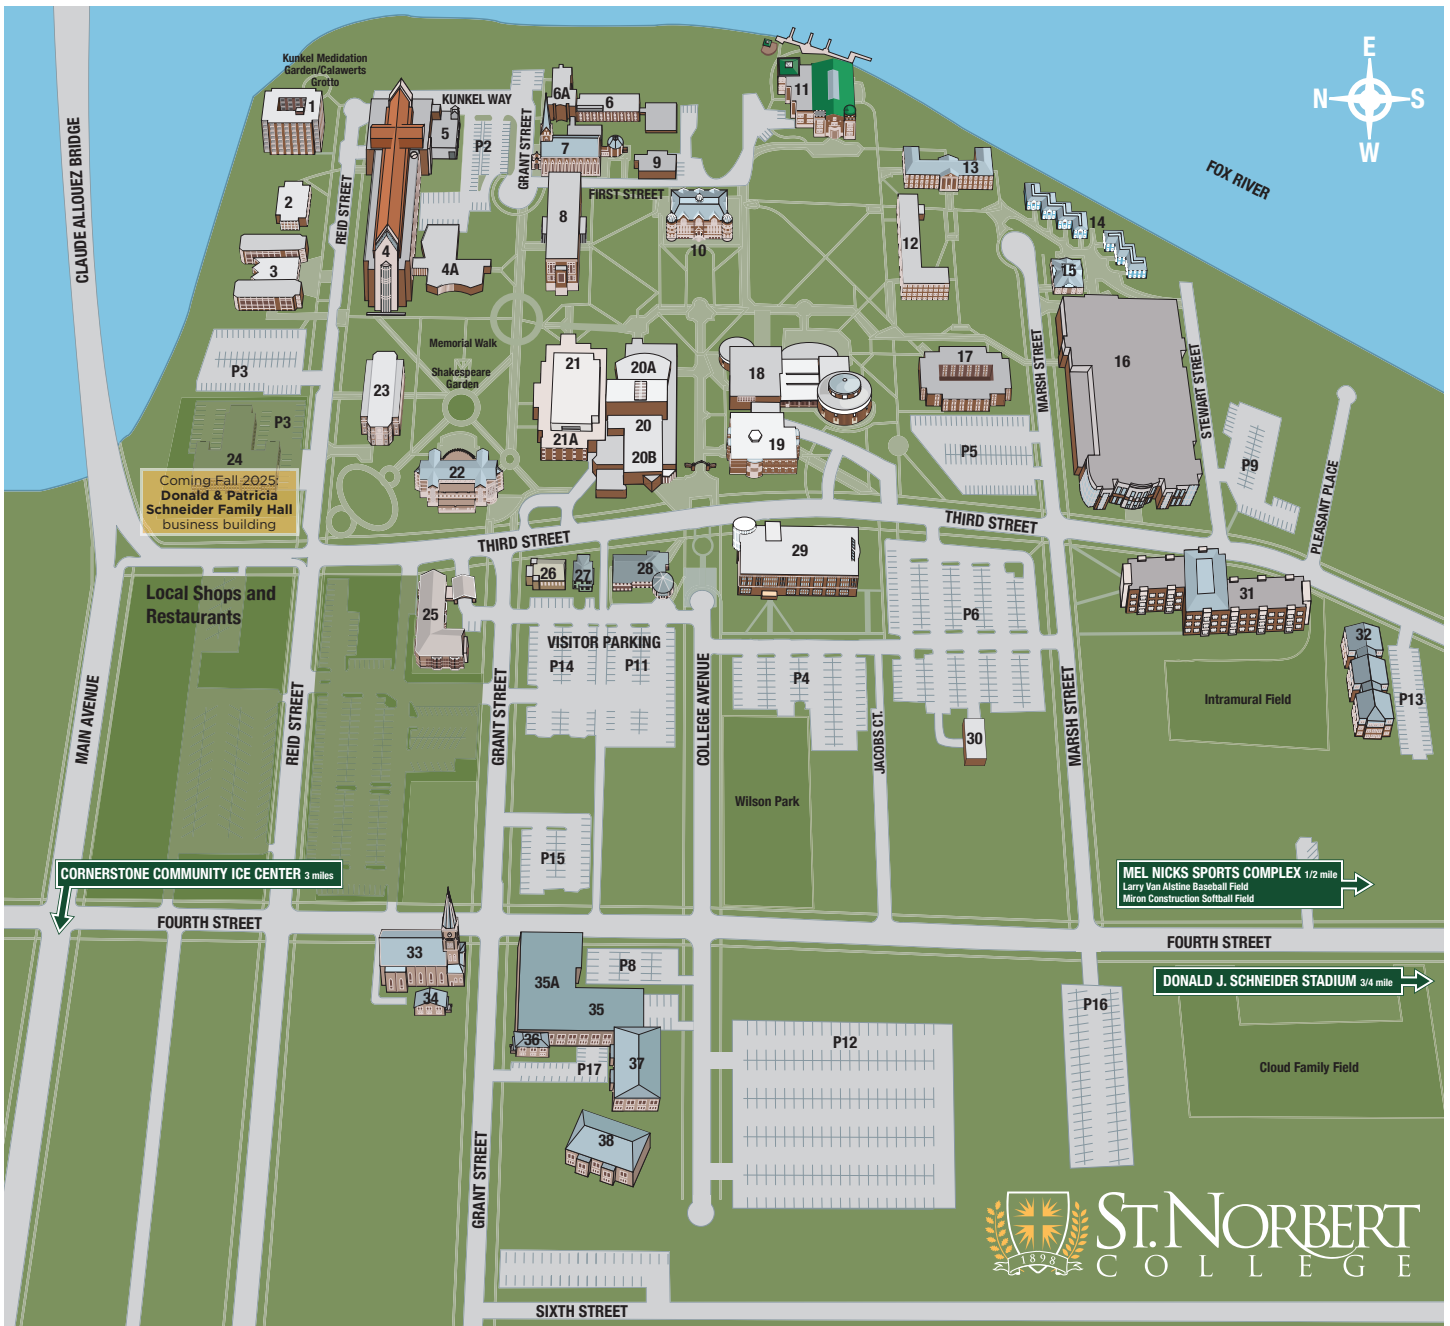 E
N
S
W
FOX RIVER
CLAUDE ALLOUEZ BRIDGE
Kunkel Medidation
Garden/Calawerts
Grotto
1
2
3
REID STREET
4
4A
5
KUNKEL WAY
P2
GRANT STREET
6A
6
7
8
9
FIRST STREET
10
11
12
13
14
15
16
MARSH STREET
STEWART STREET
P9
PLEASANT PLACE
Memorial Walk
Shakespeare
Garden
P3
P3
24
Coming Fall 2025:
Donald & Patricia
Schneider Family Hall
business building
23
22
21
21A
20A
20
20B
18
19
17
P5
THIRD STREET
THIRD STREET
Local Shops and
Restaurants
25
26
27
28
29
VISITOR PARKING
P14
P11
P6
P4
30
31
32
P13
Intramural Field
MAIN AVENUE
REID STREET
GRANT STREET
COLLEGE AVENUE
JACOBS CT.
MARSH STREET
Wilson Park
P15
CORNERSTONE COMMUNITY ICE CENTER 3 miles
MEL NICKS SPORTS COMPLEX 1/2 mile
Larry Van Alstine Baseball Field
Miron Construction Softball Field
FOURTH STREET
FOURTH STREET
DONALD J. SCHNEIDER STADIUM 3/4 mile
33
34
35A
35
36
37
38
P8
P17
P12
P16
Cloud Family Field
GRANT STREET
SIXTH STREET
1898
ST. NORBERT
COLLEGE